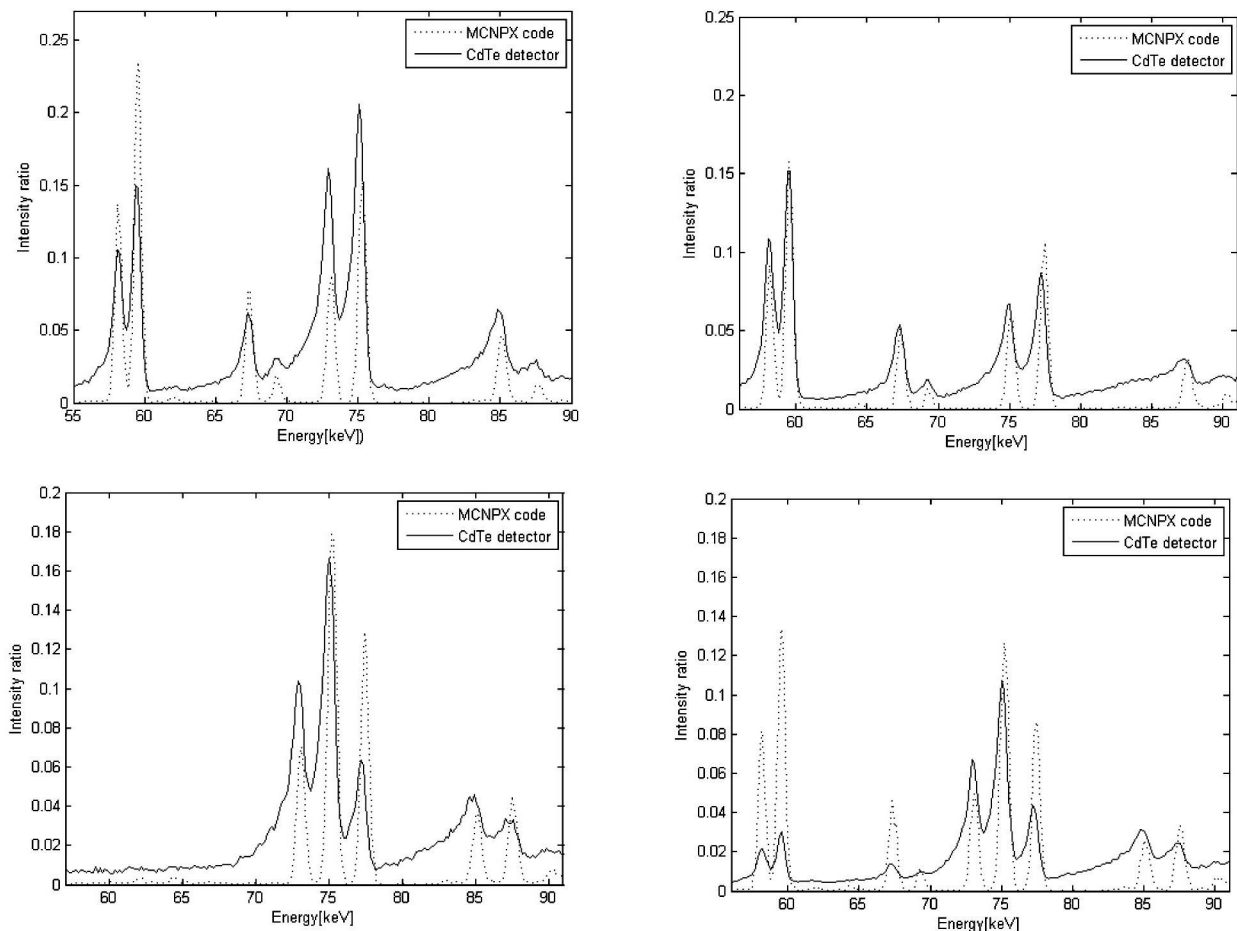 0.25
0.2
0.15
0.1
0.05
0
Intensity ratio
MCNPX code
CdTe detector
55 60 65 70 75 80 85 90
Energy[keV])
0.25
0.2
0.15
0.1
0.05
0
Intensity ratio
MCNPX code
CdTe detector
60 65 70 75 80 85 90
Energy[keV]
0.2
0.18
0.16
0.14
0.12
0.1
0.08
0.06
0.04
0.02
0
Intensity ratio
MCNPX code
CdTe detector
60 65 70 75 80 85 90
Energy[keV]
0.2
0.18
0.16
0.14
0.12
0.1
0.08
0.06
0.04
0.02
0
Intensity ratio
MCNPX code
CdTe detector
60 65 70 75 80 85 90
Energy[keV]